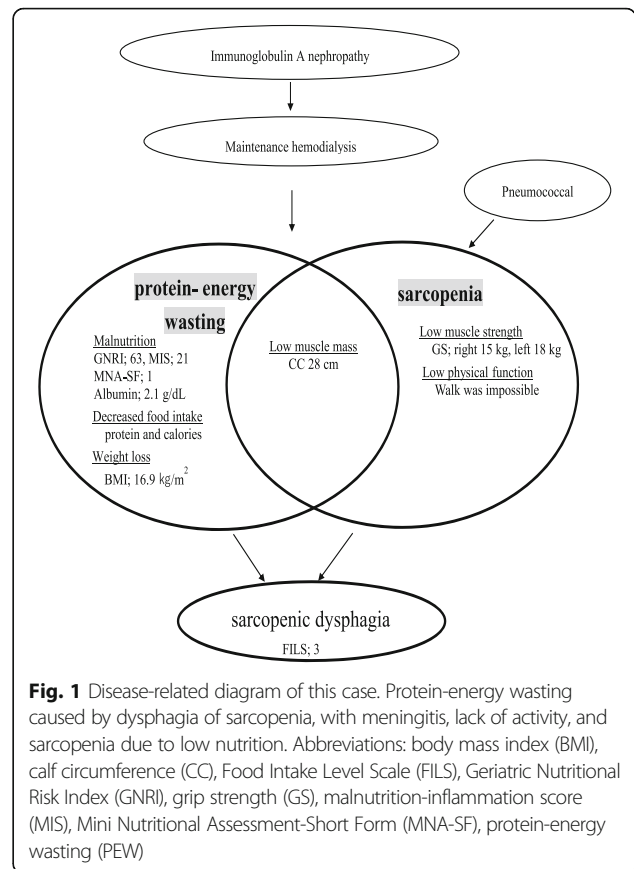 Immunoglobulin A nephropathy
Maintenance hemodialysis
Pneumococcal
protein- energy
wasting
Malnutrition
GNRI; 63, MIS; 21
MNA-SF; 1
Albumin; 2.1 g/dL
Decreased food intake
protein and calories
Weight loss
BMI; 16.9 kg/m²
Low muscle mass
CC 28 cm
sarcopenia
Low muscle strength
GS; right 15 kg, left 18 kg
Low physical function
Walk was impossible
sarcopenic dysphagia
FILS; 3
Fig. 1 Disease-related diagram of this case. Protein-energy wasting
caused by dysphagia of sarcopenia, with meningitis, lack of activity, and
sarcopenia due to low nutrition. Abbreviations: body mass index (BMI),
calf circumference (CC), Food Intake Level Scale (FILS), Geriatric Nutritional
Risk Index (GNRI), grip strength (GS), malnutrition-inflammation score
(MIS), Mini Nutritional Assessment-Short Form (MNA-SF), protein-energy
wasting (PEW)